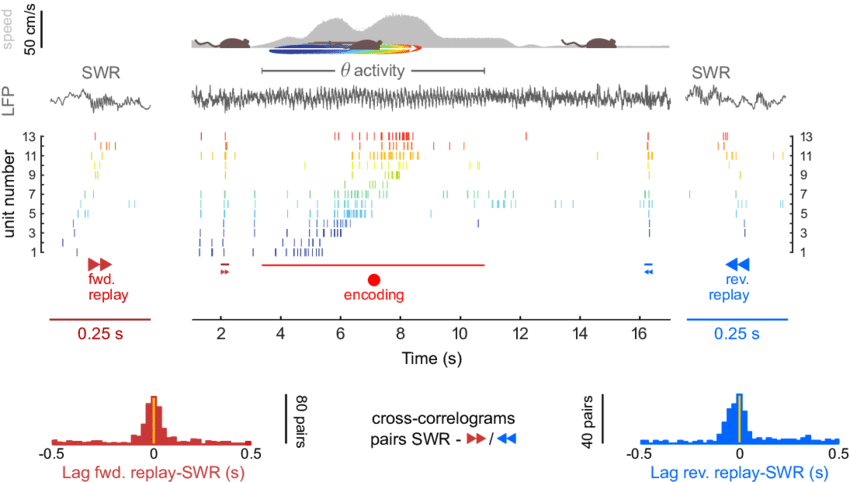 speed
50 cm/s
θ activity
SWR
SWR
LFP
unit number
13
11
9
7
5
3
1
13
11
9
7
5
3
1
fwd.
replay
encoding
rev.
replay
0.25 s
2 4 6 8 10 12 14 16
0.25 s
Time (s)
80 pairs
cross-correlograms
pairs SWR - /
40 pairs
-0.5 0 0.5
Lag fwd. replay-SWR (s)
-0.5 0 0.5
Lag rev. replay-SWR (s)